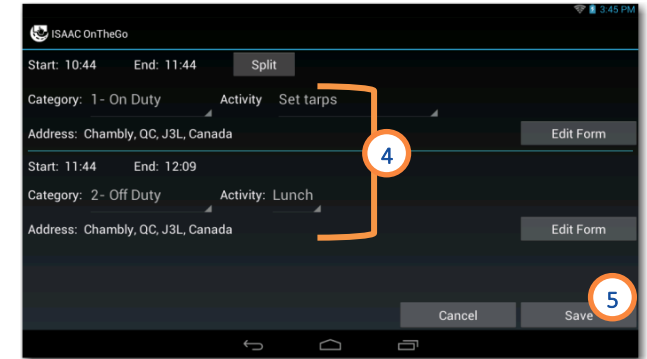 3:45 PM
ISAAC OnTheGo
Start: 10:44 End: 11:44 Split
Category: 1- On Duty Activity Set tarps
Address: Chambly, QC, J3L, Canada Edit Form
4
Start: 11:44 End: 12:09
Category: 2- Off Duty Activity: Lunch
Address: Chambly, QC, J3L, Canada Edit Form
5
Cancel Save